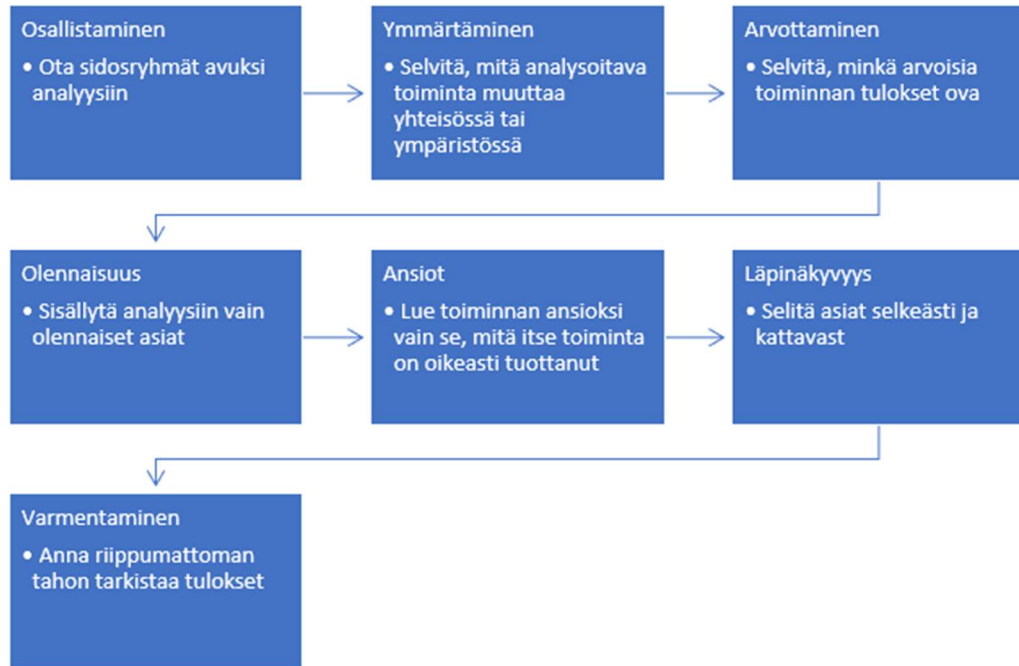 Osallistaminen
• Ota sidosryhmät avuksi
analyysiin
Ymmärtäminen
• Selvitä, mitä analysoitava
toiminta muuttaa
yhteisössä tai
ympäristössä
Arvottaminen
• Selvitä, minkä arvoisia
toiminnan tulokset ova
Olennaisuus
• Sisällytä analyysiin vain
olennaiset asiat
Ansiot
• Lue toiminnan ansioksi
vain se, mitä itse toiminta
on oikeasti tuottanut
Läpinäkyvyys
• Selitä asiat selkeästi ja
kattavast
Varmentaminen
• Anna riippumattoman
tahon tarkistaa tulokset